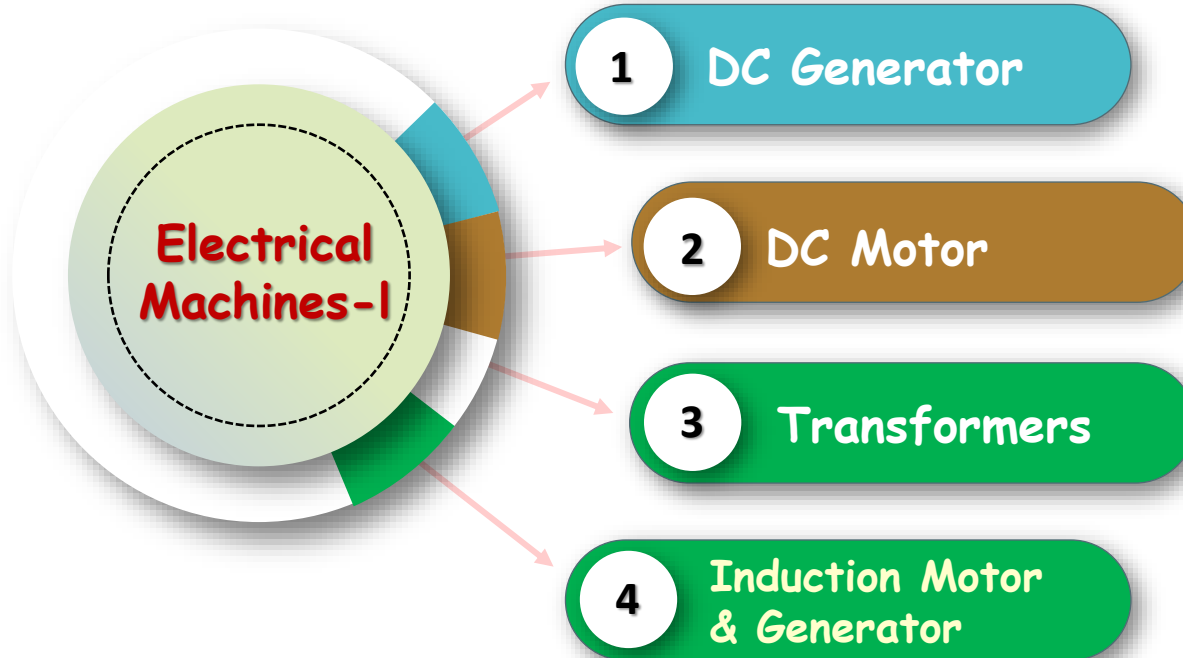 Electrical
Machines-l
1
DC Generator
2
DC Motor
3
Transformers
4
Induction Motor
& Generator